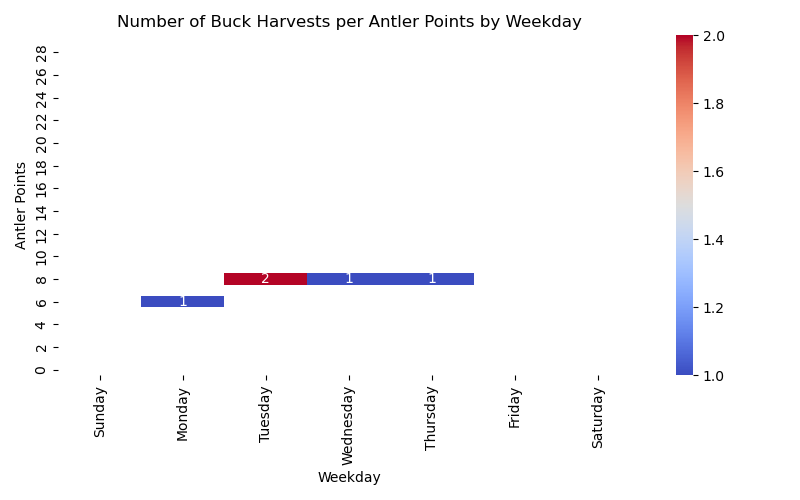 Number of Buck Harvests per Antler Points by Weekday
Antler Points
28
26
24
22
20
18
16
14
12
10
8
6
4
2
0
2
1
1
1
Sunday
Monday
Tuesday
Wednesday
Thursday
Friday
Saturday
Weekday
2.0
1.8
1.6
1.4
1.2
1.0